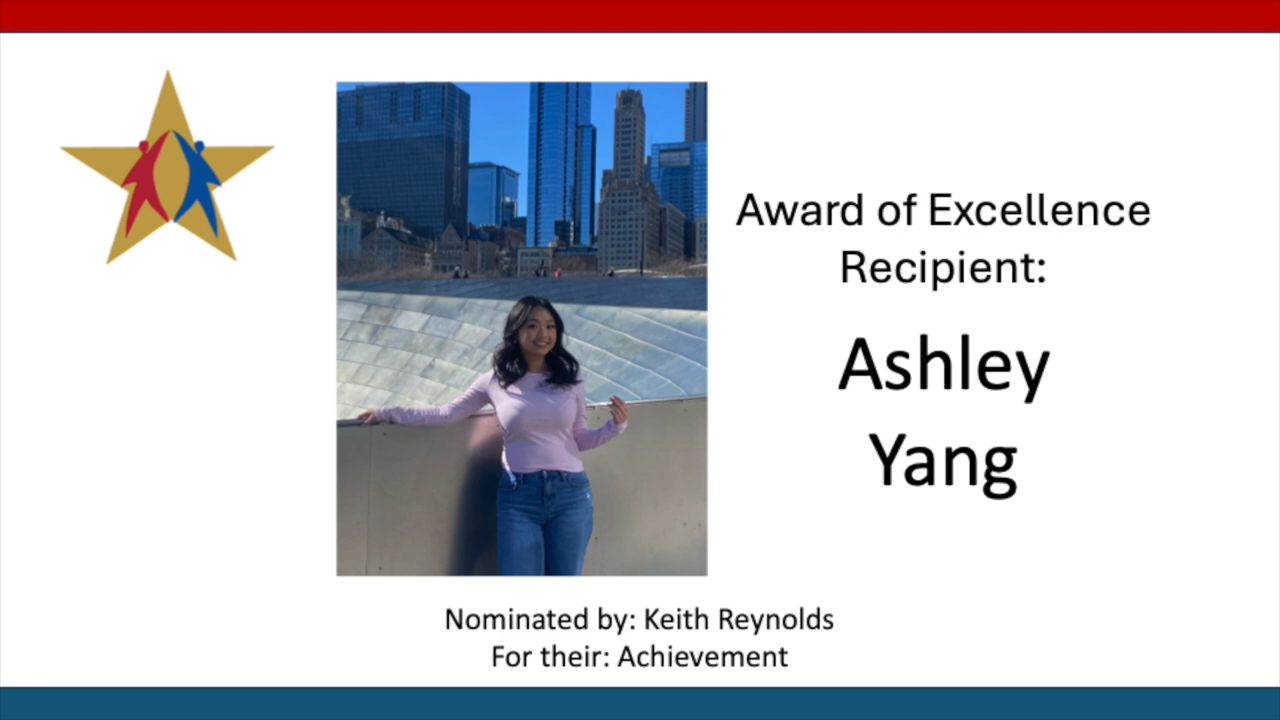 Award of Excellence
Recipient:
Ashley
Yang
Nominated by: Keith Reynolds
For their: Achievement